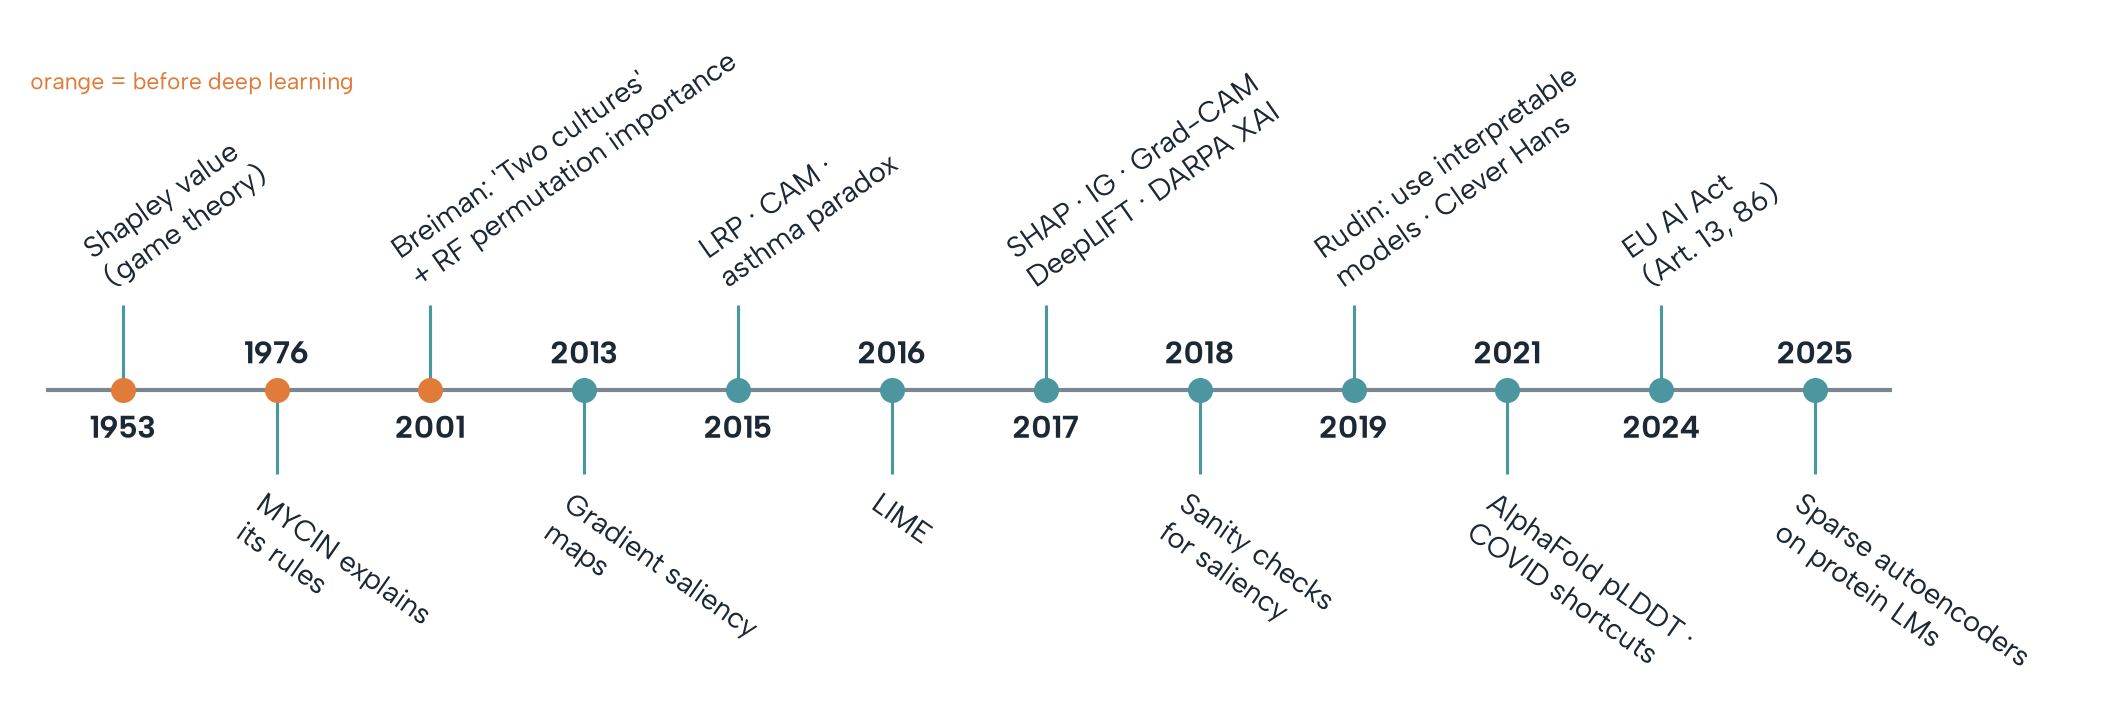 orange = before deep learning
Shapley value
(game theory)
Breiman: 'Two cultures'
+ RF permutation importance
LRP · CAM ·
asthma paradox
SHAP · IG · Grad-CAM
DeepLIFT · DARPA XAI
Rudin: use interpretable
models · Clever Hans
EU AI Act
(Art. 13, 86)
1976
2013
2016
2018
2021
2025
1953
2001
2015
2017
2019
2024
MYCIN explains
its rules
Gradient saliency
maps
LIME
Sanity checks
for saliency
AlphaFold pLDDT ·
COVID shortcuts
Sparse autoencoders
on protein LMs